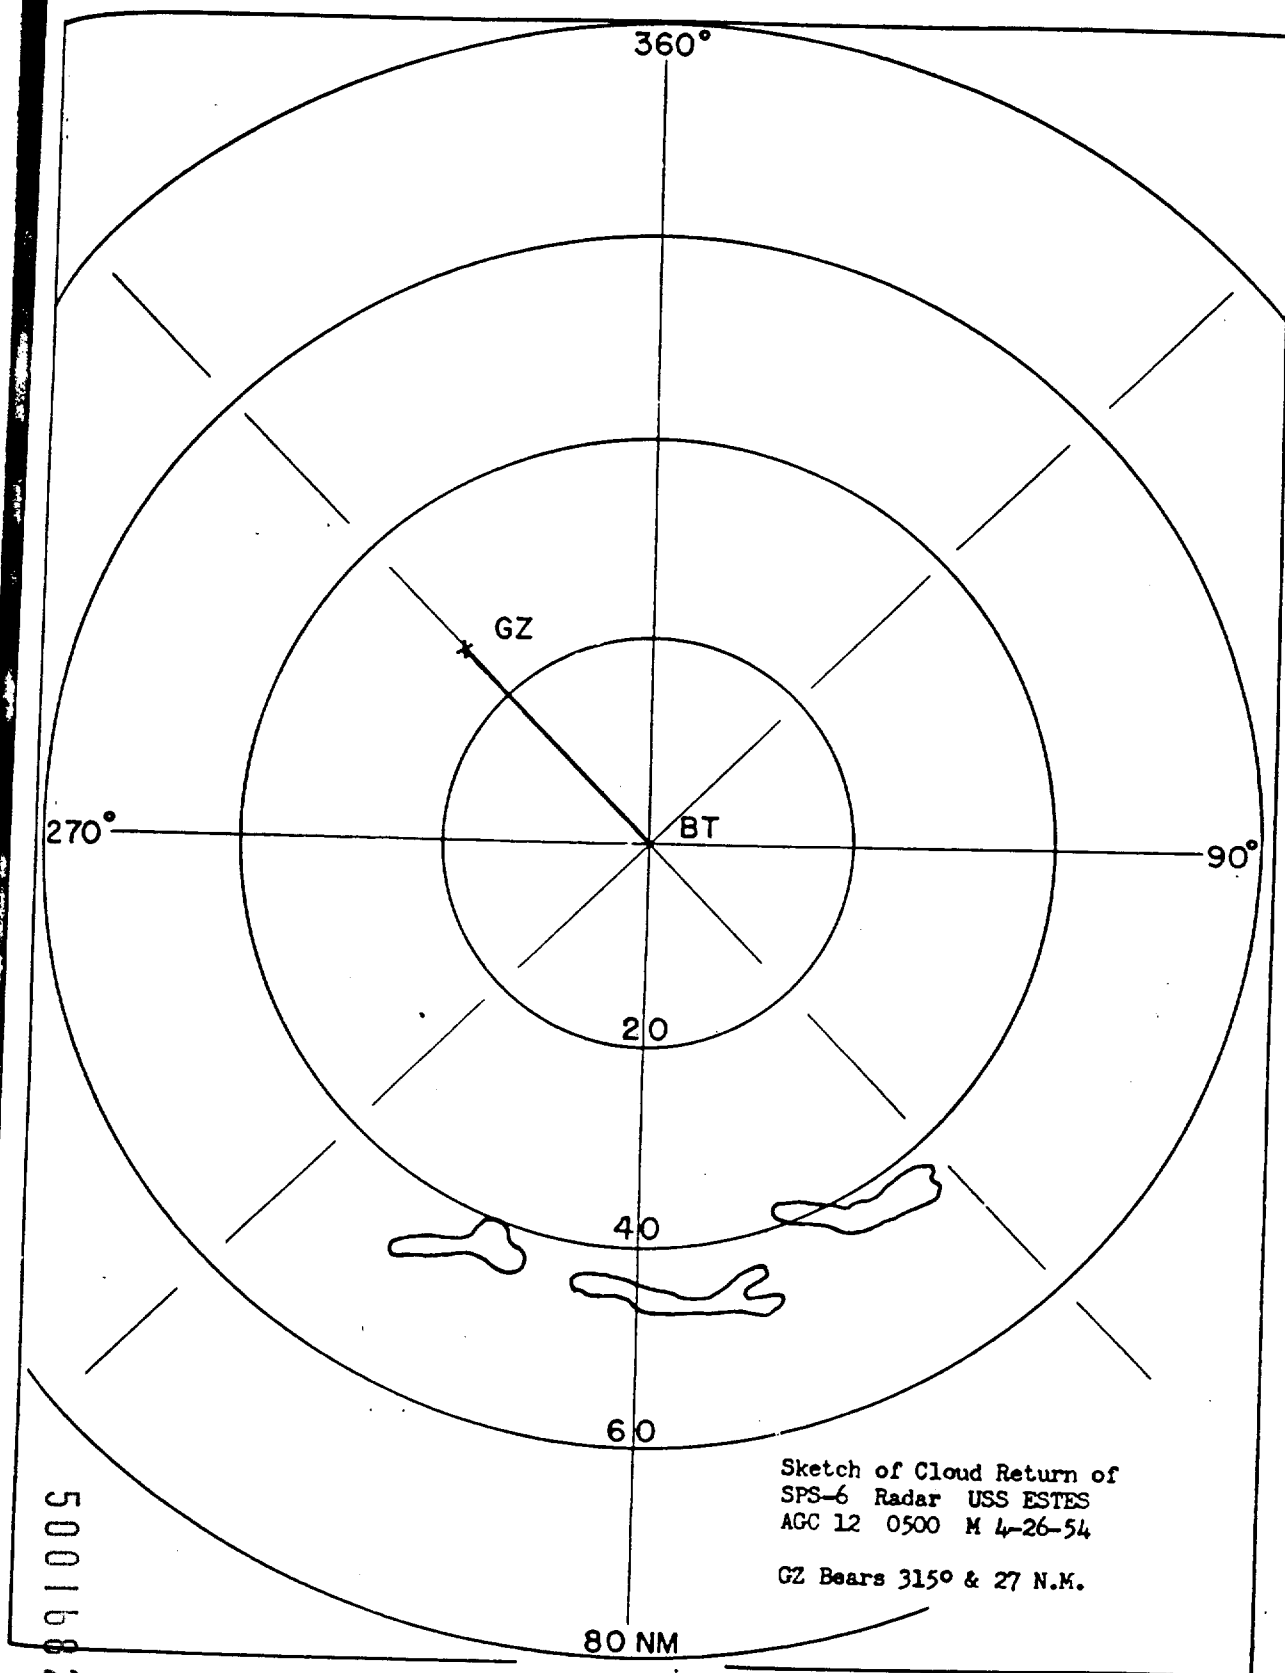 360°
GZ
270°
BT
90°
20
40
60
Sketch of Cloud Return of
SPS-6 Radar USS ESTES
AGC 12 0500 M 4-26-54
GZ Bears 315° & 27 N.M.
80 NM
500168